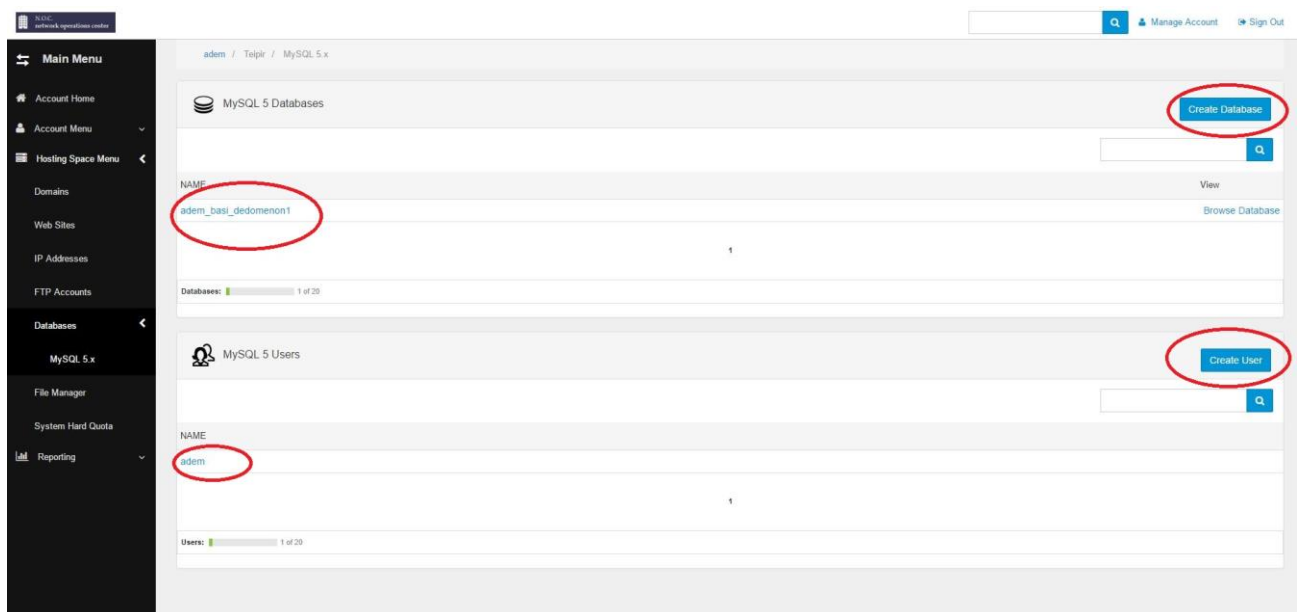 N.O.C.
network operations center
Manage Account
Sign Out
Main Menu
adem / Teipir / MySQL 5.x
Account Home
Account Menu
Hosting Space Menu
Domains
Web Sites
IP Addresses
FTP Accounts
Databases
MySQL 5.x
File Manager
System Hard Quota
Reporting
MySQL 5 Databases
Create Database
NAME View
adem_basi_dedomenon1 Browse Database
1
Databases: 1 of 20
MySQL 5 Users
Create User
NAME
adem
1
Users: 1 of 20